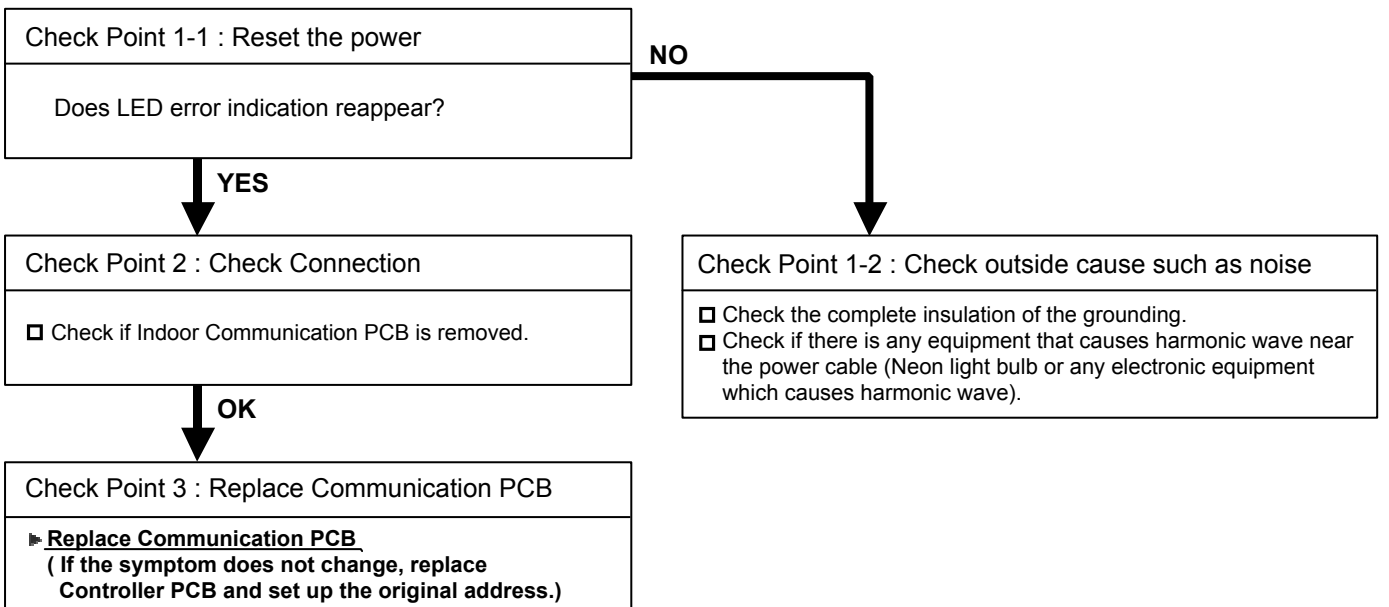 Check Point 1-1 : Reset the power
Does LED error indication reappear?
NO
YES
Check Point 2 : Check Connection
Check if Indoor Communication PCB is removed.
Check Point 1-2 : Check outside cause such as noise
Check the complete insulation of the grounding.
Check if there is any equipment that causes harmonic wave near
the power cable (Neon light bulb or any electronic equipment
which causes harmonic wave).
OK
Check Point 3 : Replace Communication PCB
Replace Communication PCB
( If the symptom does not change, replace
Controller PCB and set up the original address.)